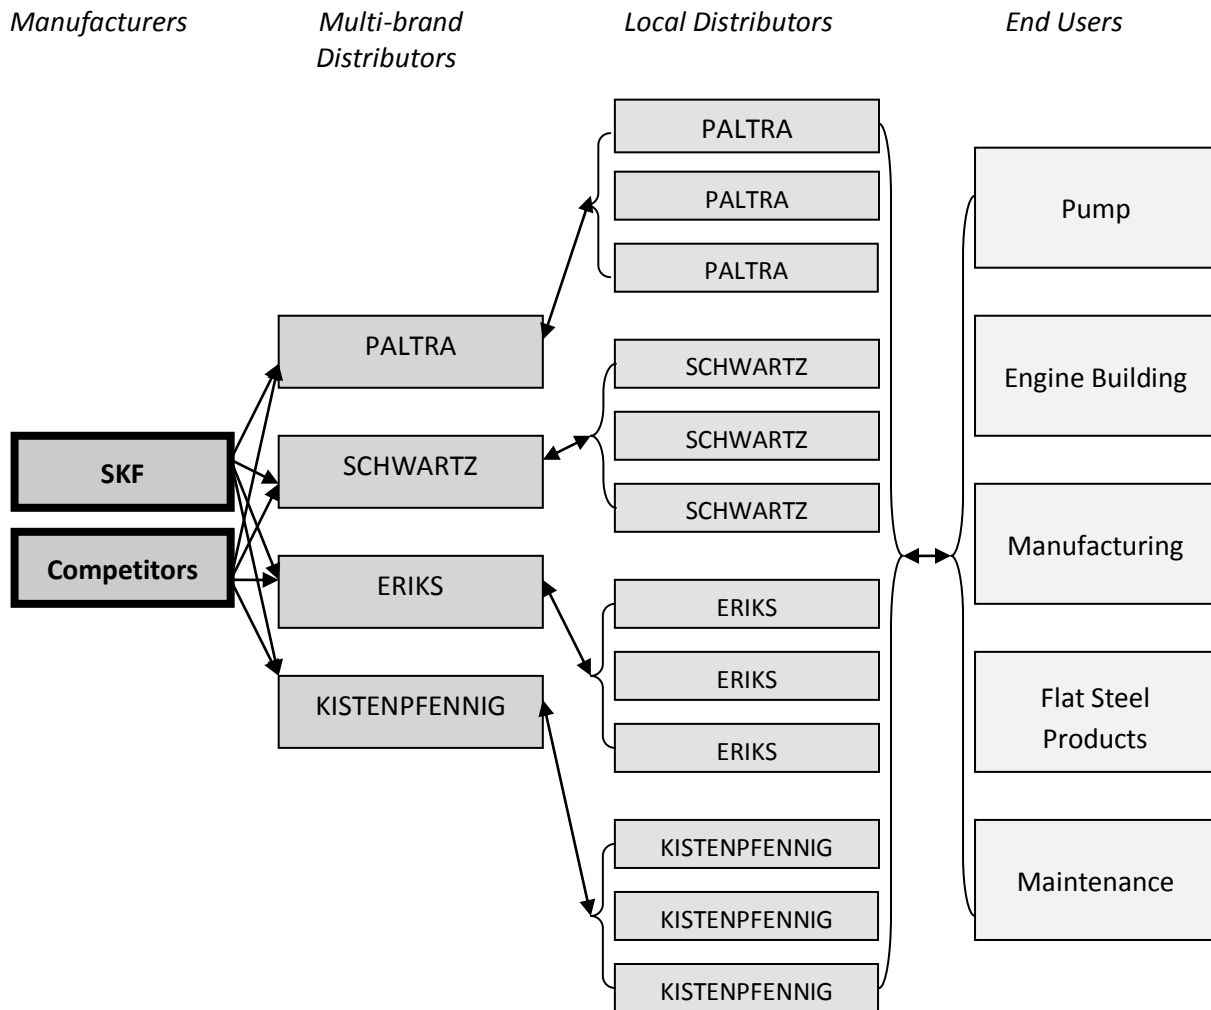 Manufacturers
Multi-brand
Distributors
Local Distributors
End Users
SKF
Competitors
PALTRA
SCHWARTZ
ERIKS
KISTENPFENNIG
PALTRA
PALTRA
PALTRA
SCHWARTZ
SCHWARTZ
SCHWARTZ
ERIKS
ERIKS
ERIKS
KISTENPFENNIG
KISTENPFENNIG
KISTENPFENNIG
Pump
Engine Building
Manufacturing
Flat Steel
Products
Maintenance